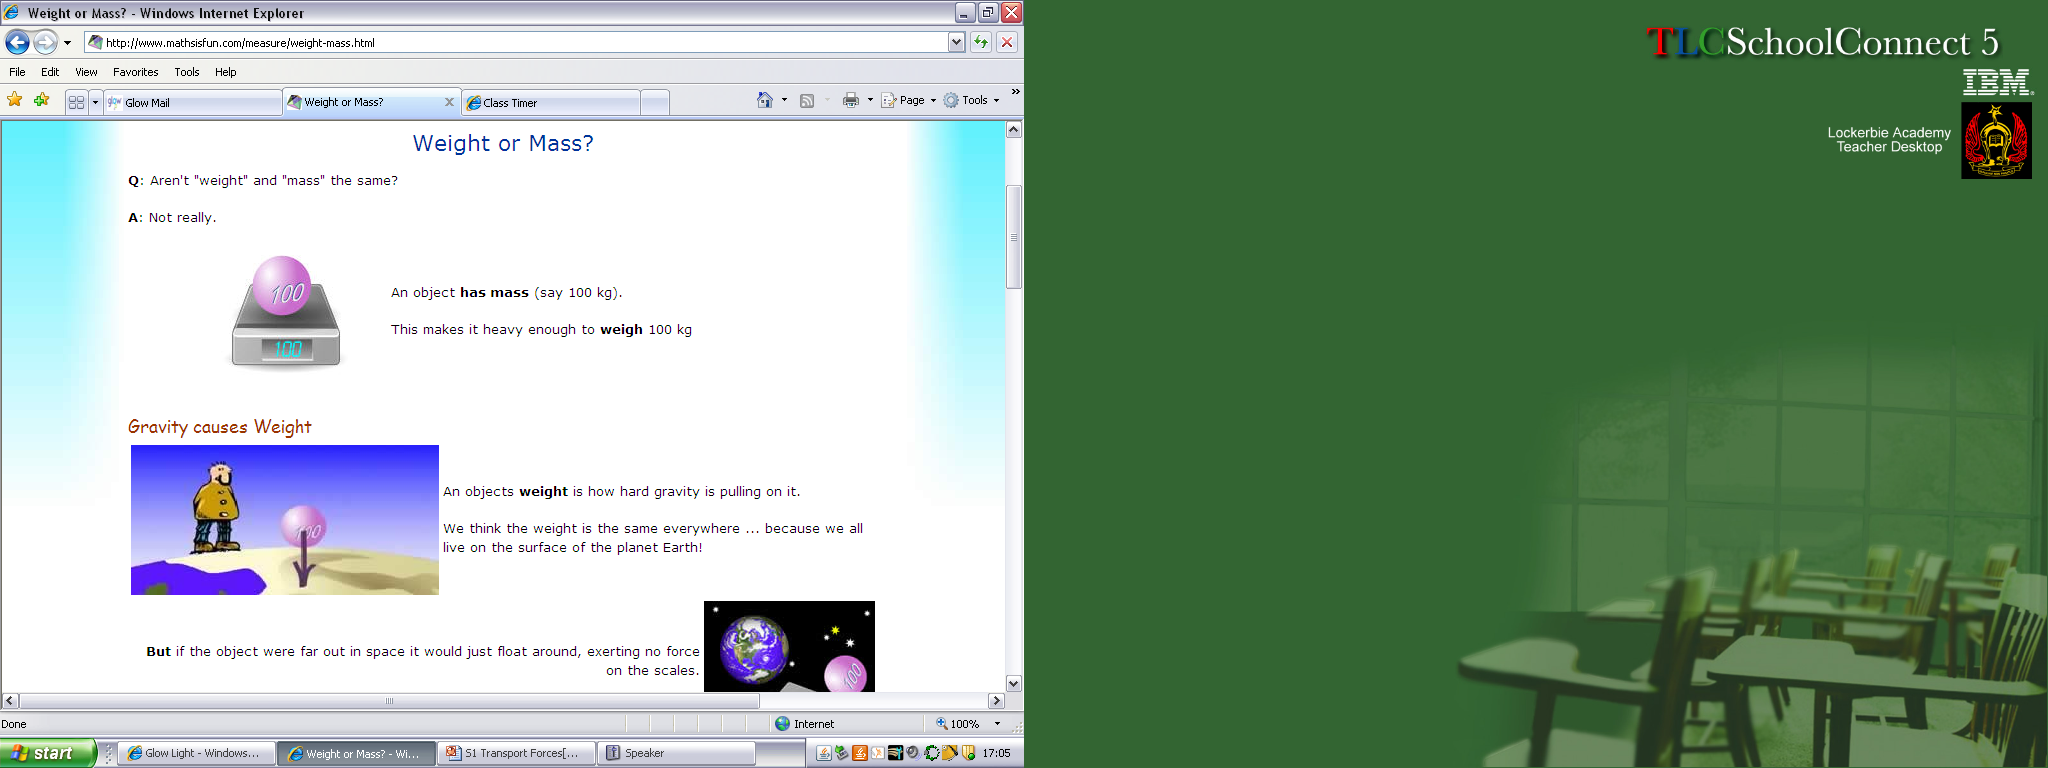 Weight or Mass? - Windows Internet Explorer
http://www.mathsisfun.com/measure/weight-mass.html
File Edit View Favorites Tools Help
glow Glow Mail Weight or Mass? Class Timer Page Tools
Weight or Mass?
Q: Aren't "weight" and "mass" the same?
A: Not really.
100
100
An object has mass (say 100 kg).
This makes it heavy enough to weigh 100 kg
Gravity causes Weight
100
An objects weight is how hard gravity is pulling on it.
We think the weight is the same everywhere ... because we all
live on the surface of the planet Earth!
But if the object were far out in space it would just float around, exerting no force
on the scales.
100
Done Internet 100%
start Glow Light - Windows... Weight or Mass? - Wi... S1 Transport Forces[... Speaker 17:05
TLCSchoolConnect 5
IBM
Lockerbie Academy
Teacher Desktop